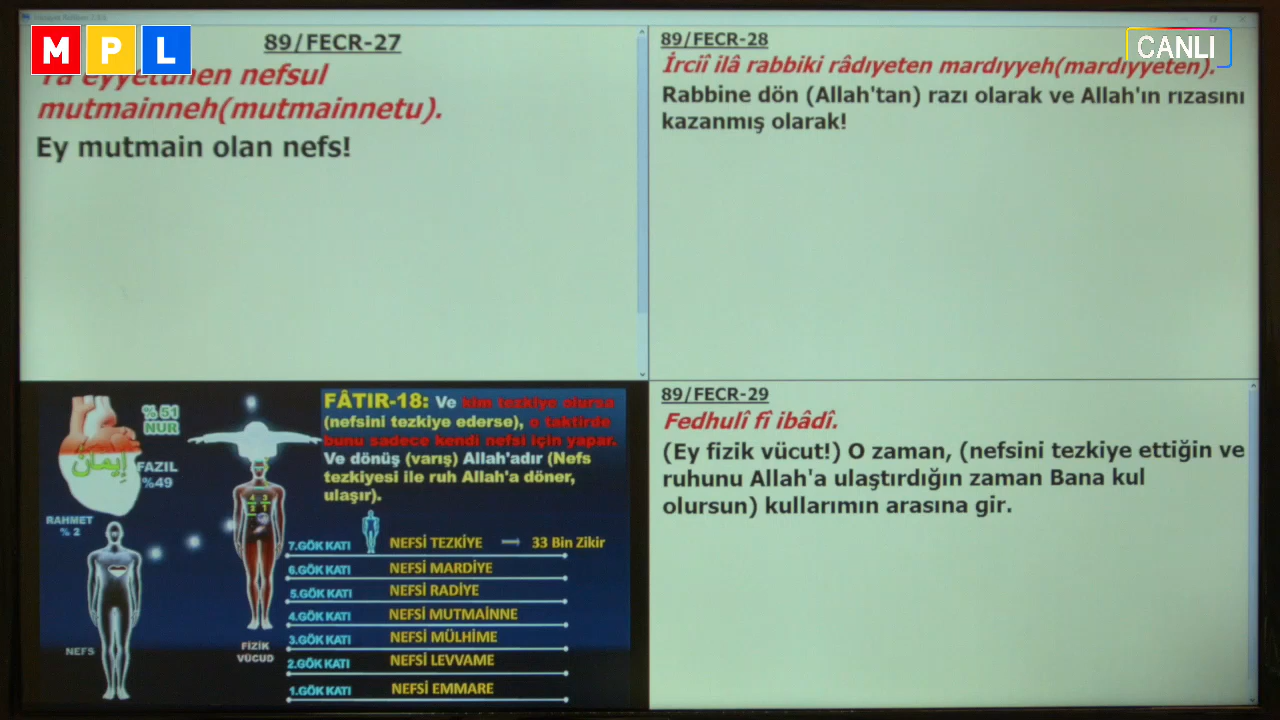 MPL
CANLI
89/FECR-27
Yâ eyyetuhen nefsul
mutmainneh(mutmainnetu).
Ey mutmain olan nefs!
89/FECR-28
İrciî ilâ rabbiki râdıyeten mardıyyeh(mardıyyeten).
Rabbine dön (Allah'tan) razı olarak ve Allah'ın rızasını
kazanmış olarak!
% 51
NUR
إيمان
FAZIL
%49
RAHMET
% 2
NEFS
FİZİK
VÜCUD
FÂTIR-18: Ve kim tezkiye olursa
(nefsini tezkiye ederse), o taktirde
bunu sadece kendi nefsi için yapar.
Ve dönüş (varış) Allah'adır (Nefs
tezkiyesi ile ruh Allah'a döner,
ulaşır).
7.GÖK KATI NEFSİ TEZKİYE 33 Bin Zikir
6.GÖK KATI NEFSİ MARDİYE
5.GÖK KATI NEFSİ RADİYE
4.GÖK KATI NEFSİ MUTMAİNNE
3.GÖK KATI NEFSİ MÜLHİME
2.GÖK KATI NEFSİ LEVVAME
1.GÖK KATI NEFSİ EMMARE
89/FECR-29
Fedhulî fî ibâdî.
(Ey fizik vücut!) O zaman, (nefsini tezkiye ettiğin ve
ruhunu Allah'a ulaştırdığın zaman Bana kul
olursun) kullarımın arasına gir.